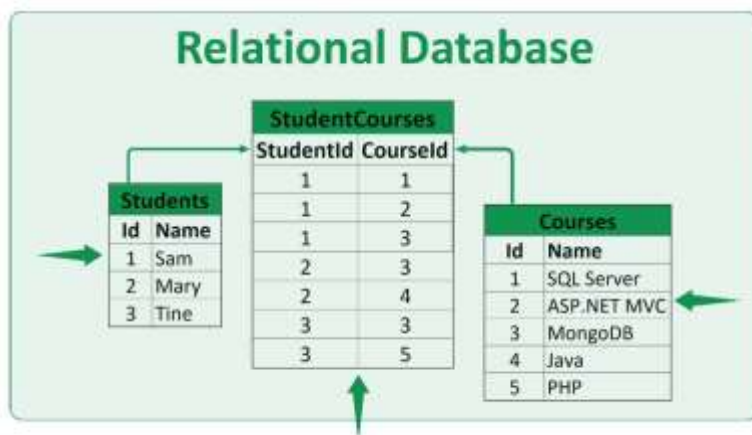 Relational Database
StudentCourses
StudentId CourseId
1 1
1 2
1 3
2 3
2 4
3 3
3 5
Students
Id Name
1 Sam
2 Mary
3 Tine
Courses
Id Name
1 SQL Server
2 ASP.NET MVC
3 MongoDB
4 Java
5 PHP